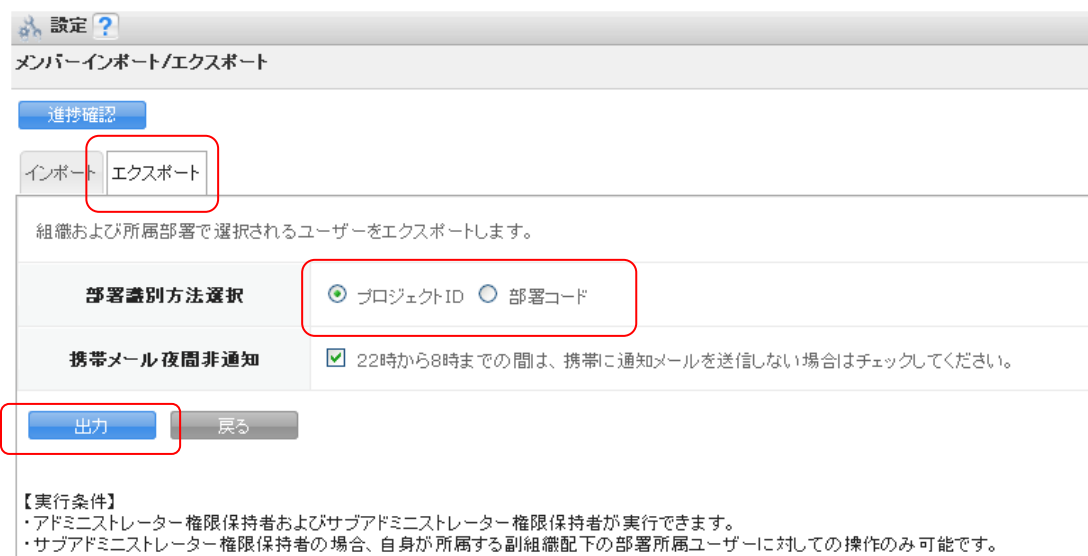 設定 ?
メンバーインポート/エクスポート
進捗確認
インポート エクスポート
組織および所属部署で選択されるユーザーをエクスポートします。
部署識別方法選択 プロジェクトID 部署コード
携帯メール夜間非通知 22時から8時までの間は、携帯に通知メールを送信しない場合はチェックしてください。
出力 戻る
【実行条件】
・アドミニストレーター権限保持者およびサブアドミニストレーター権限保持者が実行できます。
・サブアドミニストレーター権限保持者の場合、自身が所属する副組織配下の部署所属ユーザーに対しての操作のみ可能です。